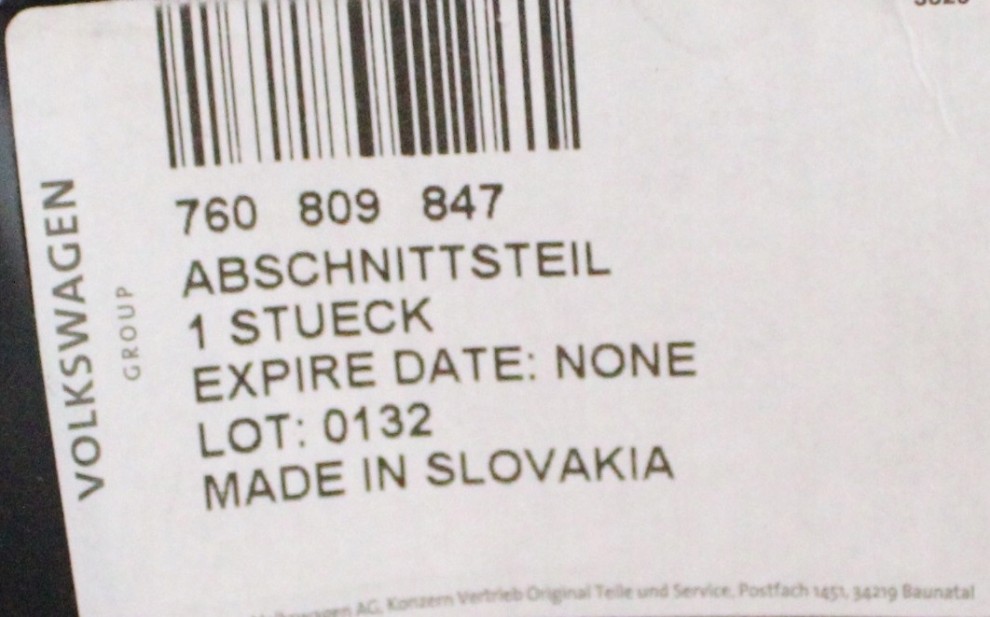 760 809 847
ABSCHNITTSTEIL
1 STUECK
EXPIRE DATE: NONE
LOT: 0132
MADE IN SLOVAKIA
VOLKSWAGEN
GROUP
AG, Konzern Vertrieb Original Teile und Service, Postfach 1451, 34219 Baunatal